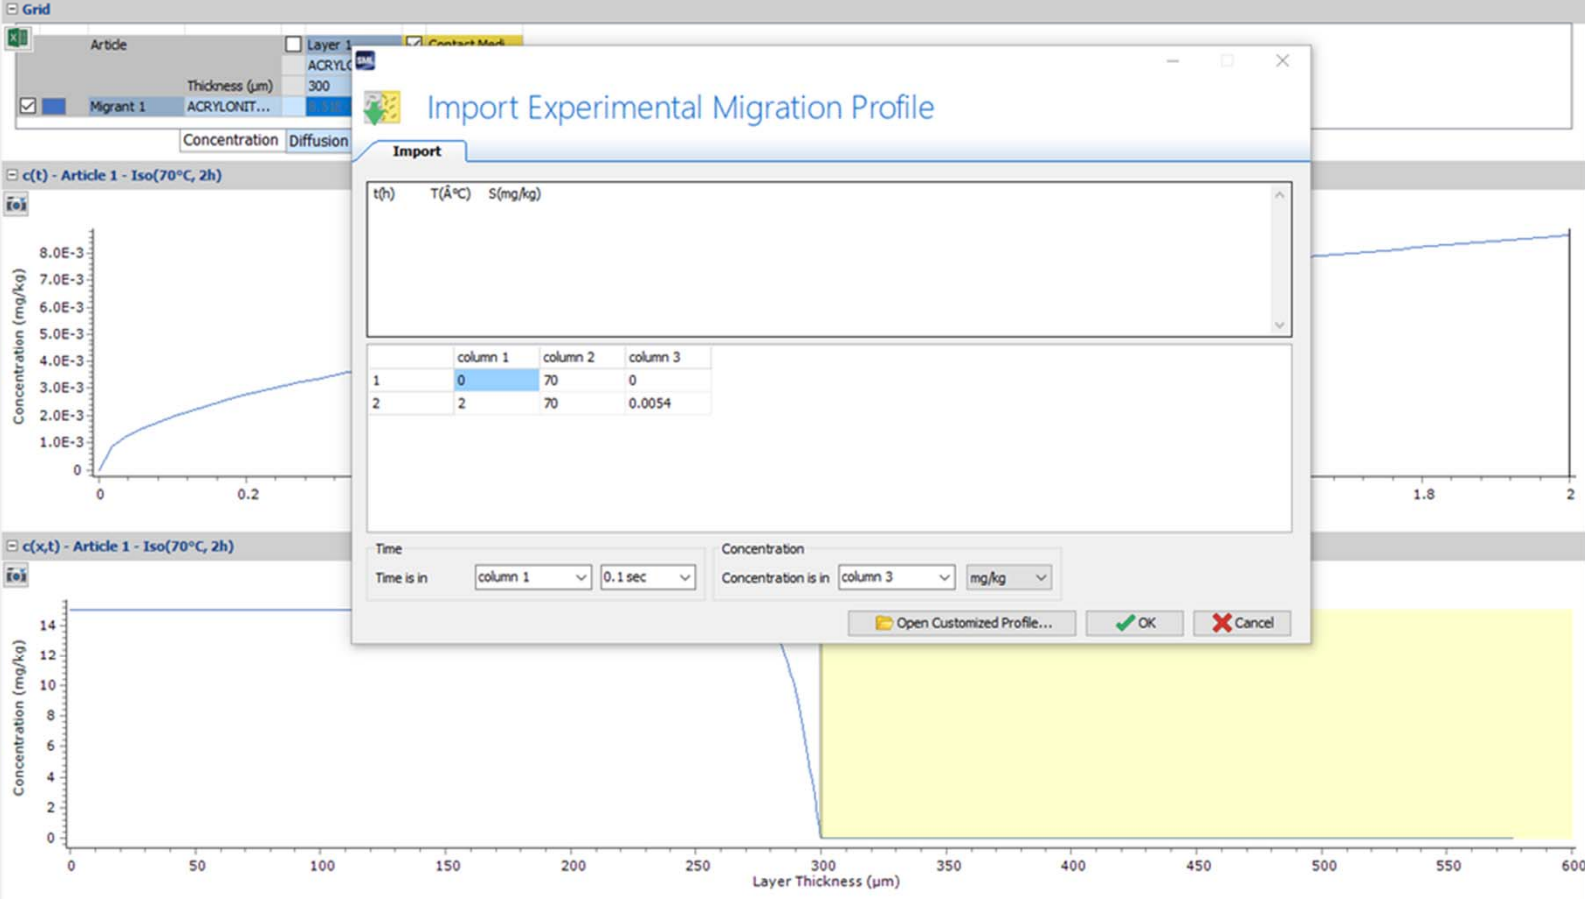 Grid
Article Layer 1 Contact Medi...
Thickness (µm) 300
Migrant 1 ACRYLONIT...
Concentration Diffusion
SML
Import Experimental Migration Profile
Import
t(h) T(Â°C) S(mg/kg)
column 1 column 2 column 3
1 0 70 0
2 2 70 0.0054
Time
Time is in column 1 0.1 sec
Concentration
Concentration is in column 3 mg/kg
Open Customized Profile... OK Cancel
c(t) - Article 1 - Iso(70°C, 2h)
Concentration (mg/kg)
8.0E-3
7.0E-3
6.0E-3
5.0E-3
4.0E-3
3.0E-3
2.0E-3
1.0E-3
0
0 0.2 1.8 2
c(x,t) - Article 1 - Iso(70°C, 2h)
Concentration (mg/kg)
14
12
10
8
6
4
2
0
0 50 100 150 200 250 300 350 400 450 500 550 600
Layer Thickness (µm)